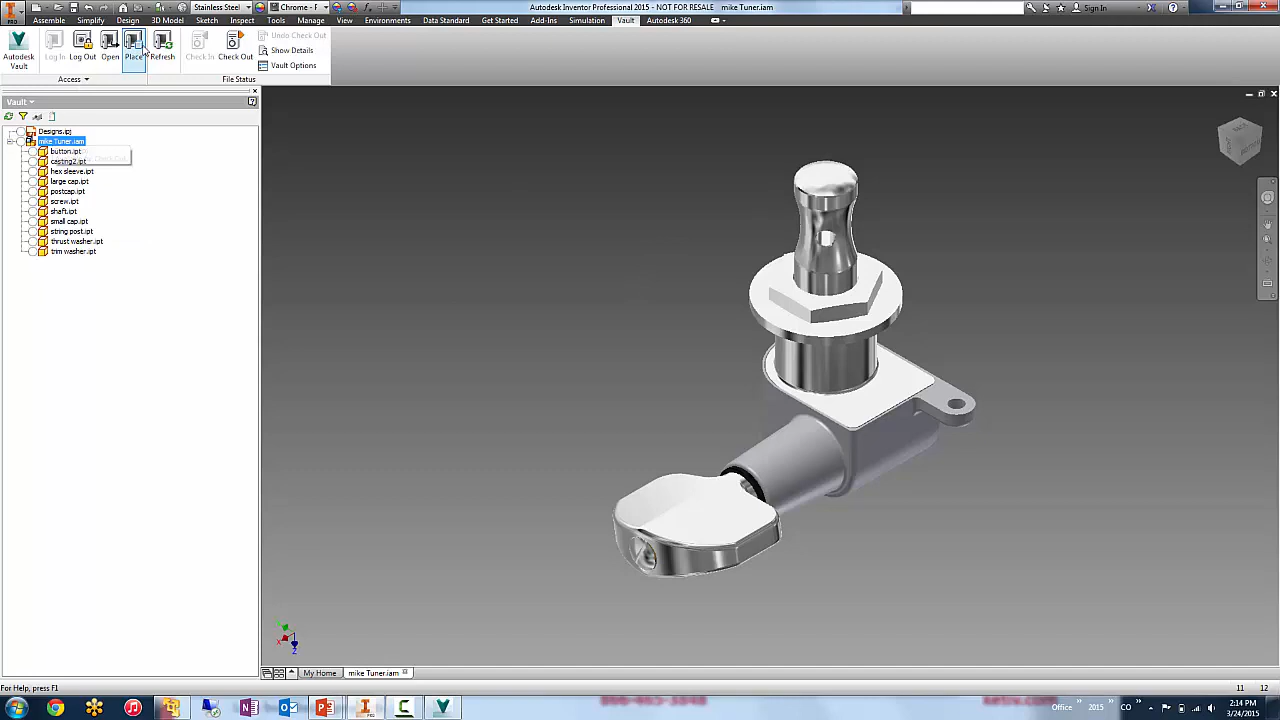 Stainless Steel
Chrome - F
Autodesk Inventor Professional 2015 - NOT FOR RESALE mike Tuner.iam
Sign In
PRO
Assemble Simplify Design 3D Model Sketch Inspect Tools Manage View Environments Data Standard Get Started Add-Ins Simulation Vault Autodesk 360
Autodesk
Vault
Log In Log Out Open Place Refresh Check In Check Out
Undo Check Out
Show Details
Vault Options
Access
File Status
Vault
Designs.ipj
mike Tuner.iam
button.ipt
casting2.ipt
hex sleeve.ipt
large cap.ipt
postcap.ipt
screw.ipt
shaft.ipt
small cap.ipt
string post.ipt
thrust washer.ipt
trim washer.ipt
X
Z
My Home
mike Tuner.iam
For Help, press F1
11 12
Office
2015
CO
2:14 PM
3/24/2015